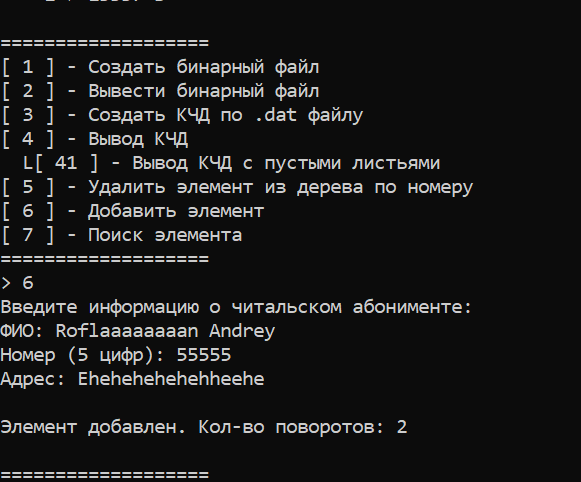 ====================
[ 1 ] - Создать бинарный файл
[ 2 ] - Вывести бинарный файл
[ 3 ] - Создать КЧД по .dat файлу
[ 4 ] - Вывод КЧД
L[ 41 ] - Вывод КЧД с пустыми листьями
[ 5 ] - Удалить элемент из дерева по номеру
[ 6 ] - Добавить элемент
[ 7 ] - Поиск элемента
====================
> 6
Введите информацию о читальском абонименте:
ФИО: Roflaaaaaaaan Andrey
Номер (5 цифр): 55555
Адрес: Ehehehehehehheehe
Элемент добавлен. Кол-во поворотов: 2
====================